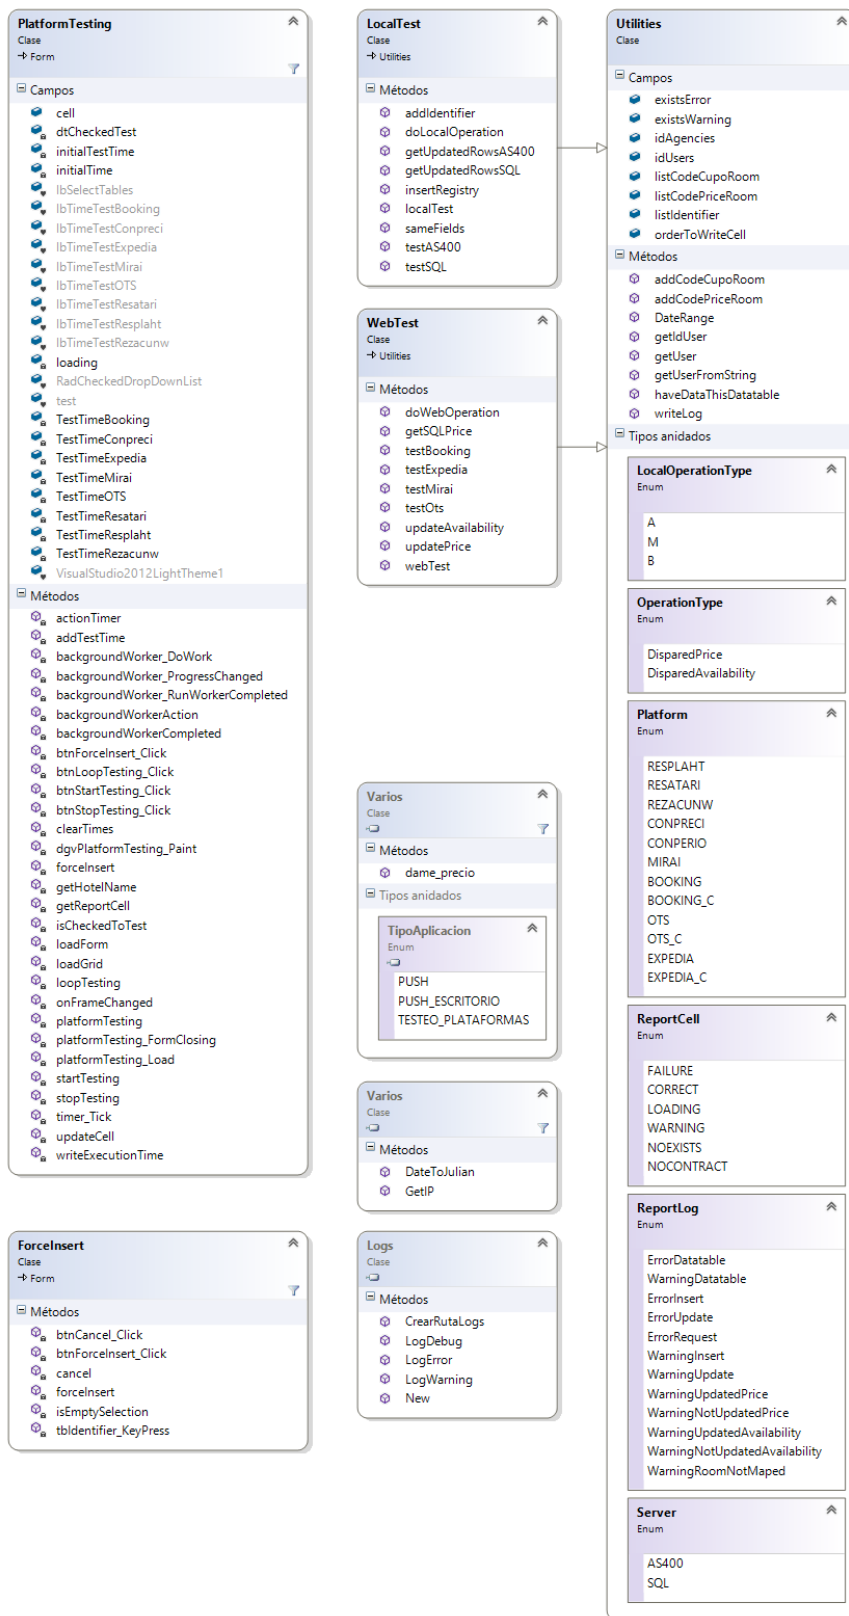 PlatformTesting
Clase
Form
Campos
cell
dtCheckedTest
initialTestTime
initialTime
lbSelectTables
lbTimeTestBooking
lbTimeTestConpreci
lbTimeTestExpedia
lbTimeTestMirai
lbTimeTestOTS
lbTimeTestResatari
lbTimeTestResplaht
lbTimeTestRezacunw
loading
RadCheckedDropDownList
test
TestTimeBooking
TestTimeConpreci
TestTimeExpedia
TestTimeMirai
TestTimeOTS
TestTimeResatari
TestTimeResplaht
TestTimeRezacunw
VisualStudio2012LightTheme1
Métodos
actionTimer
addTestTime
backgroundWorker_DoWork
backgroundWorker_ProgressChanged
backgroundWorker_RunWorkerCompleted
backgroundWorkerAction
backgroundWorkerCompleted
btnForceInsert_Click
btnLoopTesting_Click
btnStartTesting_Click
btnStopTesting_Click
clearTimes
dgvPlatformTesting_Paint
forceInsert
getHotelName
getReportCell
isCheckedToTest
loadForm
loadGrid
loopTesting
onFrameChanged
platformTesting
platformTesting_FormClosing
platformTesting_Load
startTesting
stopTesting
timer_Tick
updateCell
writeExecutionTime
ForceInsert
Clase
Form
Métodos
btnCancel_Click
btnForceInsert_Click
cancel
forceInsert
isEmptySelection
tbIdentifier_KeyPress
LocalTest
Clase
Utilities
Métodos
addIdentifier
doLocalOperation
getUpdatedRowsAS400
getUpdatedRowsSQL
insertRegistry
localTest
sameFields
testAS400
testSQL
WebTest
Clase
Utilities
Métodos
doWebOperation
getSQLPrice
testBooking
testExpedia
testMirai
testOts
updateAvailability
updatePrice
webTest
Varios
Clase
Métodos
dame_precio
Tipos anidados
TipoAplicacion
Enum
PUSH
PUSH_ESCRITORIO
TESTEO_PLATAFORMAS
Varios
Clase
Métodos
DateToJulian
GetIP
Logs
Clase
Métodos
CrearRutaLogs
LogDebug
LogError
LogWarning
New
Utilities
Clase
Campos
existsError
existsWarning
idAgencies
idUsers
listCodeCupoRoom
listCodePriceRoom
listIdentifier
orderToWriteCell
Métodos
addCodeCupoRoom
addCodePriceRoom
DateRange
getIdUser
getUser
getUserFromString
haveDataThisDatatable
writeLog
Tipos anidados
LocalOperationType
Enum
A
M
B
OperationType
Enum
DisparedPrice
DisparedAvailability
Platform
Enum
RESPLAHT
RESATARI
REZACUNW
CONPRECI
CONPERIO
MIRAI
BOOKING
BOOKING_C
OTS
OTS_C
EXPEDIA
EXPEDIA_C
ReportCell
Enum
FAILURE
CORRECT
LOADING
WARNING
NOEXISTS
NOCONTRACT
ReportLog
Enum
ErrorDatatable
WarningDatatable
ErrorInsert
ErrorUpdate
ErrorRequest
WarningInsert
WarningUpdate
WarningUpdatedPrice
WarningNotUpdatedPrice
WarningUpdatedAvailability
WarningNotUpdatedAvailability
WarningRoomNotMaped
Server
Enum
AS400
SQL